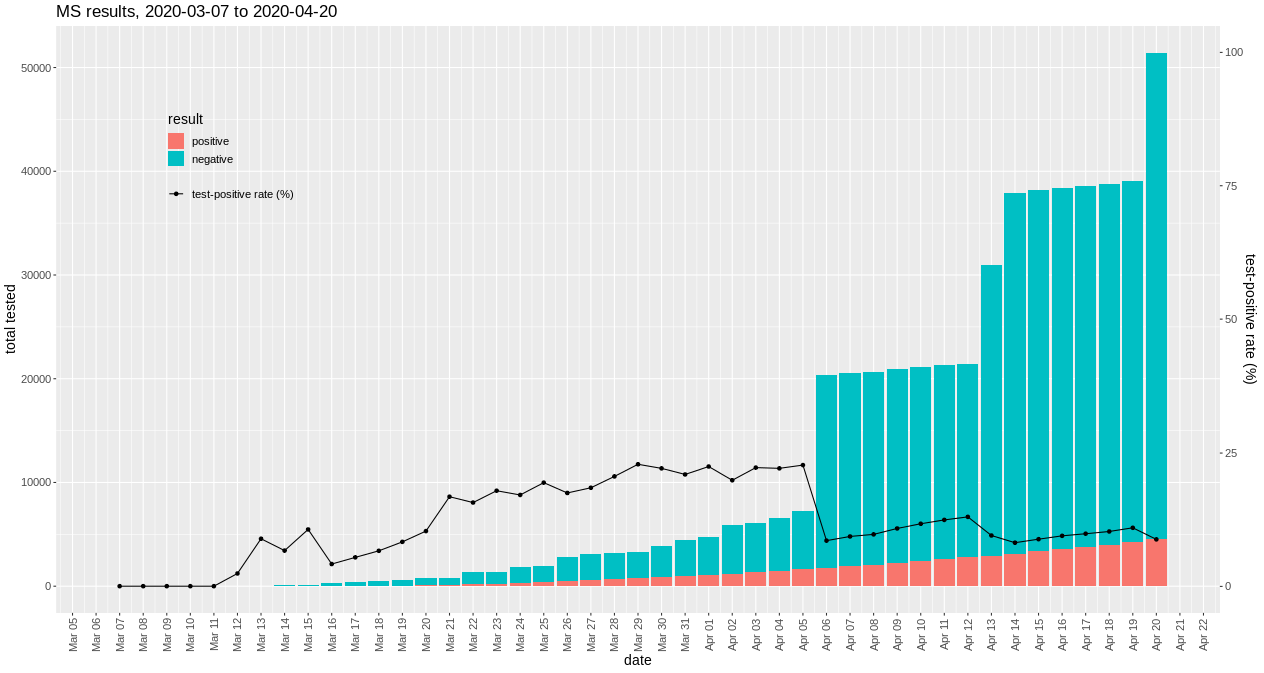 MS results, 2020-03-07 to 2020-04-20
total tested
50000
40000
30000
20000
10000
0
result
positive
negative
test-positive rate (%)
100
75
50
25
0
test-positive rate (%)
Mar 05
Mar 06
Mar 07
Mar 08
Mar 09
Mar 10
Mar 11
Mar 12
Mar 13
Mar 14
Mar 15
Mar 16
Mar 17
Mar 18
Mar 19
Mar 20
Mar 21
Mar 22
Mar 23
Mar 24
Mar 25
Mar 26
Mar 27
Mar 28
Mar 29
Mar 30
Mar 31
Apr 01
Apr 02
Apr 03
Apr 04
Apr 05
Apr 06
Apr 07
Apr 08
Apr 09
Apr 10
Apr 11
Apr 12
Apr 13
Apr 14
Apr 15
Apr 16
Apr 17
Apr 18
Apr 19
Apr 20
Apr 21
Apr 22
date